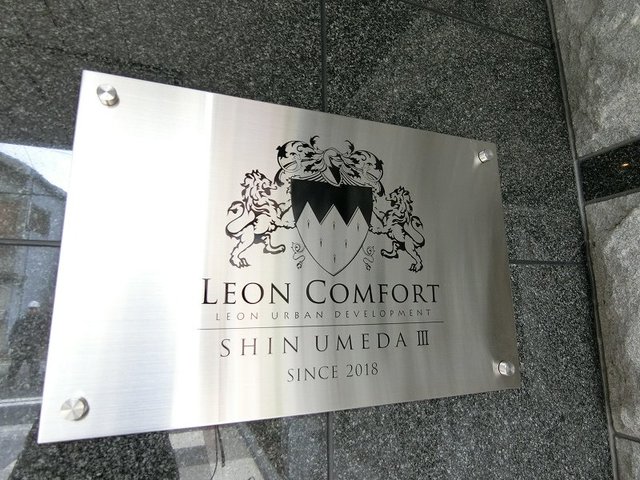 LEON COMFORT
LEON URBAN DEVELOPMENT
SHIN UMEDA Ⅲ
SINCE 2018